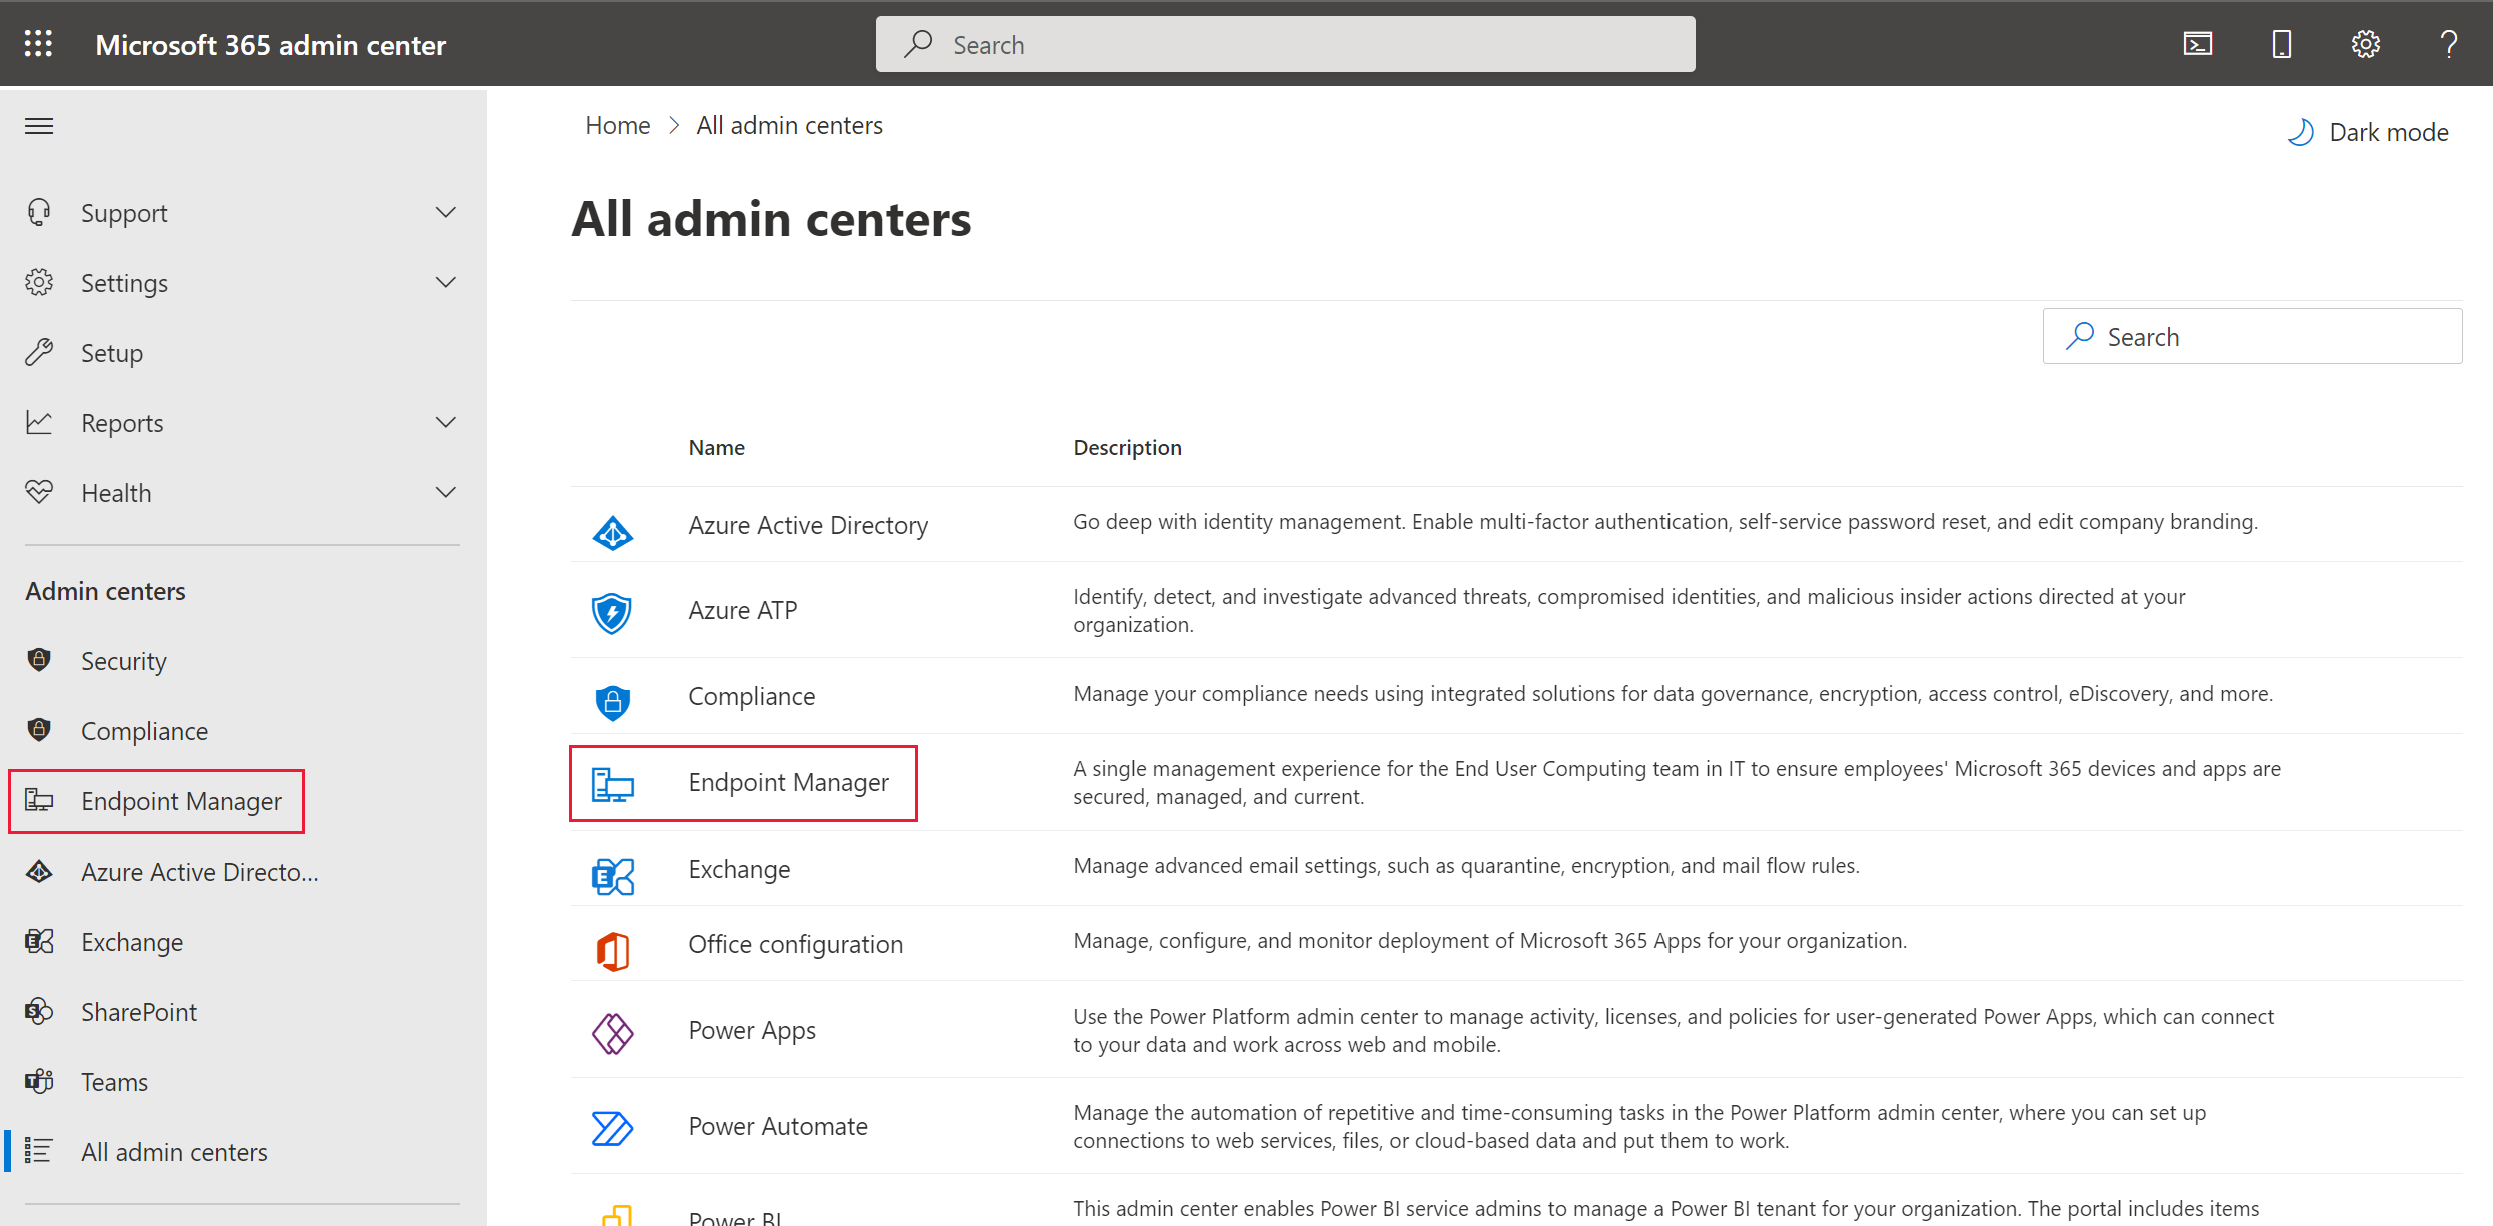 Microsoft 365 admin center
Search
Home > All admin centers
Dark mode
Support
Settings
Setup
Reports
Health
Admin centers
Security
Compliance
Endpoint Manager
Azure Active Directo...
Exchange
SharePoint
Teams
All admin centers
All admin centers
Search
Name Description
Azure Active Directory Go deep with identity management. Enable multi-factor authentication, self-service password reset, and edit company branding.
Azure ATP Identify, detect, and investigate advanced threats, compromised identities, and malicious insider actions directed at your
organization.
Compliance Manage your compliance needs using integrated solutions for data governance, encryption, access control, eDiscovery, and more.
Endpoint Manager A single management experience for the End User Computing team in IT to ensure employees' Microsoft 365 devices and apps are
secured, managed, and current.
Exchange Manage advanced email settings, such as quarantine, encryption, and mail flow rules.
Office configuration Manage, configure, and monitor deployment of Microsoft 365 Apps for your organization.
Power Apps Use the Power Platform admin center to manage activity, licenses, and policies for user-generated Power Apps, which can connect
to your data and work across web and mobile.
Power Automate Manage the automation of repetitive and time-consuming tasks in the Power Platform admin center, where you can set up
connections to web services, files, or cloud-based data and put them to work.
Power BI This admin center enables Power BI service admins to manage a Power BI tenant for your organization. The portal includes items